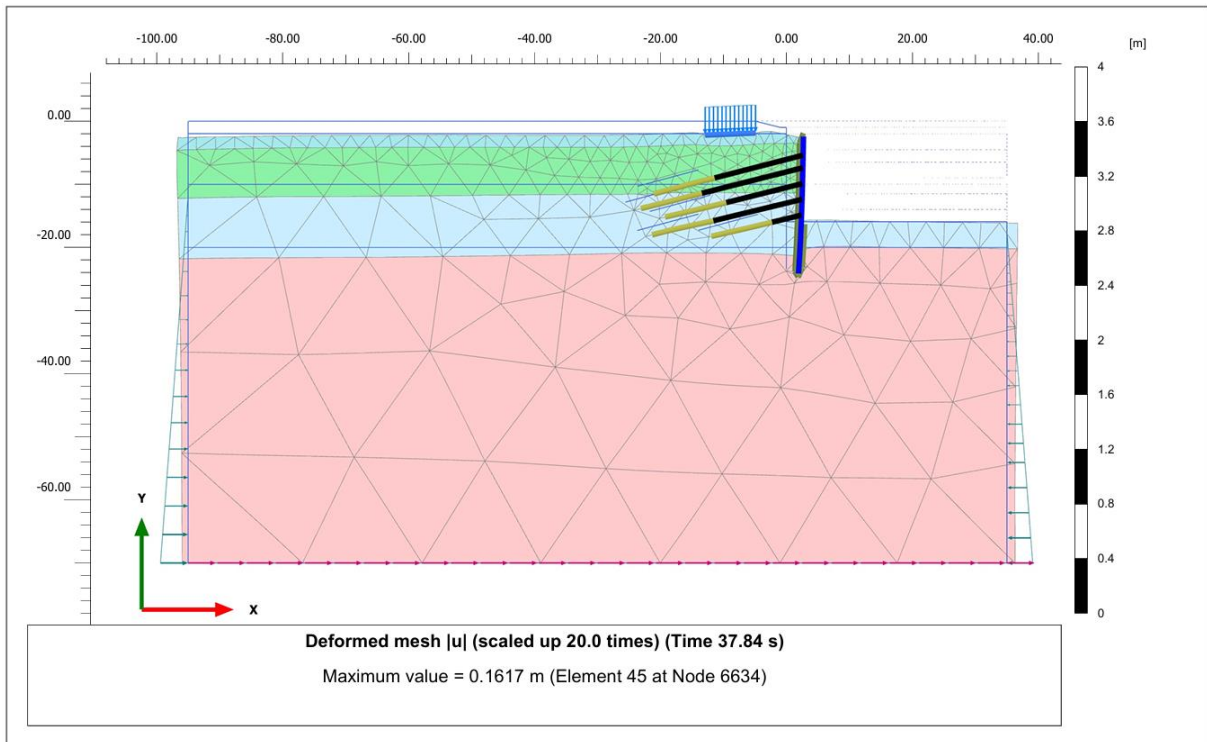 -100.00 -80.00 -60.00 -40.00 -20.00 0.00 20.00 40.00
[m]
4
0.00
3.6
3.2
-20.00
2.8
2.4
-40.00
2
1.6
1.2
-60.00
0.8
Y
0.4
X
0
Deformed mesh |u| (scaled up 20.0 times) (Time 37.84 s)
Maximum value = 0.1617 m (Element 45 at Node 6634)